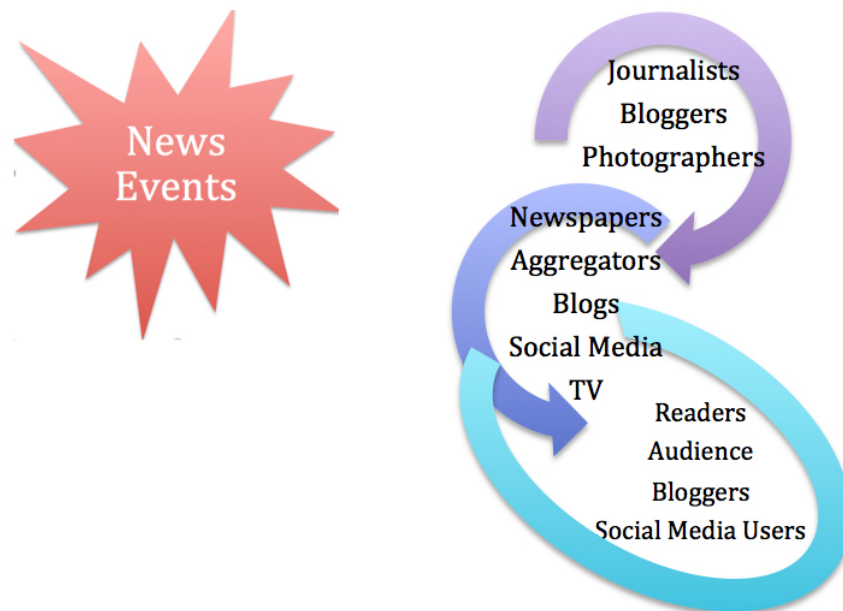 News
Events
Journalists
Bloggers
Photographers
Newspapers
Aggregators
Blogs
Social Media
TV
Readers
Audience
Bloggers
Social Media Users